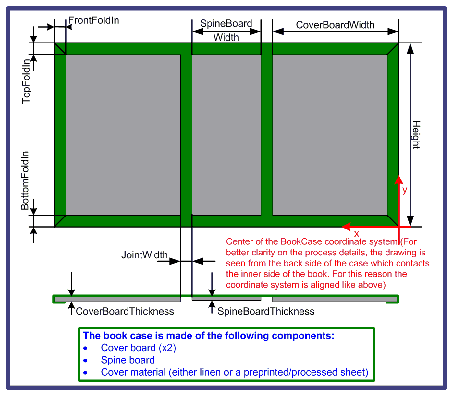 FrontFoldIn
SpineBoard
Width
CoverBoardWidth
TopFoldIn
Height
BottomFoldIn
y
x
Center of the BookCase coordinate system (For
better clarity on the process details, the drawing is
seen from the back side of the case which contacts
the inner side of the book, For this reason the
coordinate system is aligned like above)
JointWidth
CoverBoardThickness
SpineBoardThickness
The book case is made of the following components:
• Cover board (x2)
• Spine board
• Cover material (either linen or a preprinted/processed sheet)